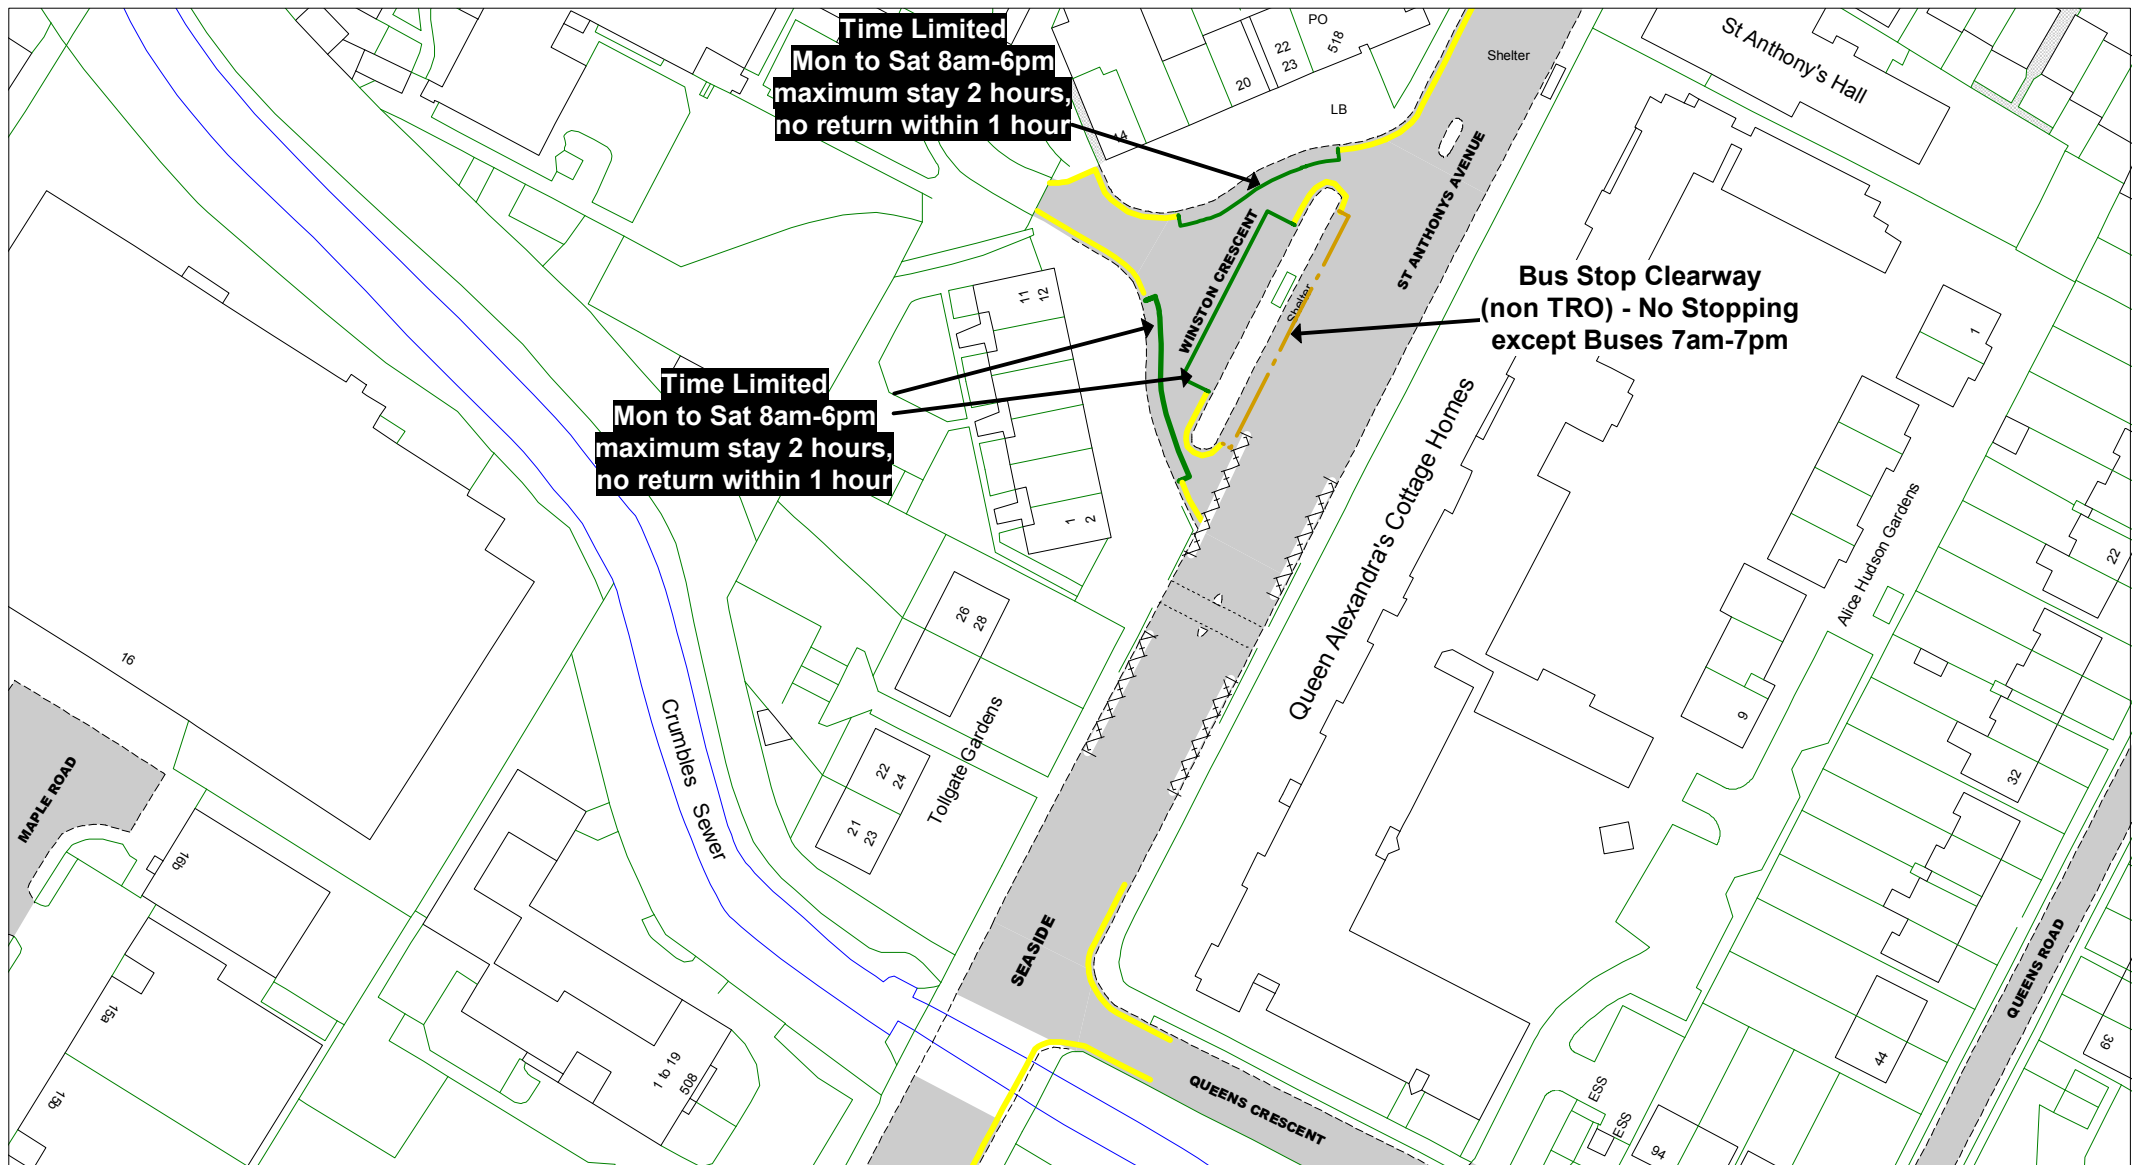 Time Limited
Mon to Sat 8am-6pm
maximum stay 2 hours,
no return within 1 hour
PO
518
22
23
20
LB
14
Shelter
St Anthony's Hall
ST ANTHONYS AVENUE
WINSTON CRESCENT
Shelter
Bus Stop Clearway
(non TRO) - No Stopping
except Buses 7am-7pm
11
12
1
2
Time Limited
Mon to Sat 8am-6pm
maximum stay 2 hours,
no return within 1 hour
Queen Alexandra's Cottage Homes
1
9
Alice Hudson Gardens
22
32
44
26
28
Tollgate Gardens
22
24
21
23
Crumbles Sewer
16
MAPLE ROAD
16b
15a
15b
1 to 19
508
SEASIDE
QUEENS CRESCENT
QUEENS ROAD
39
ESS
ESS
94